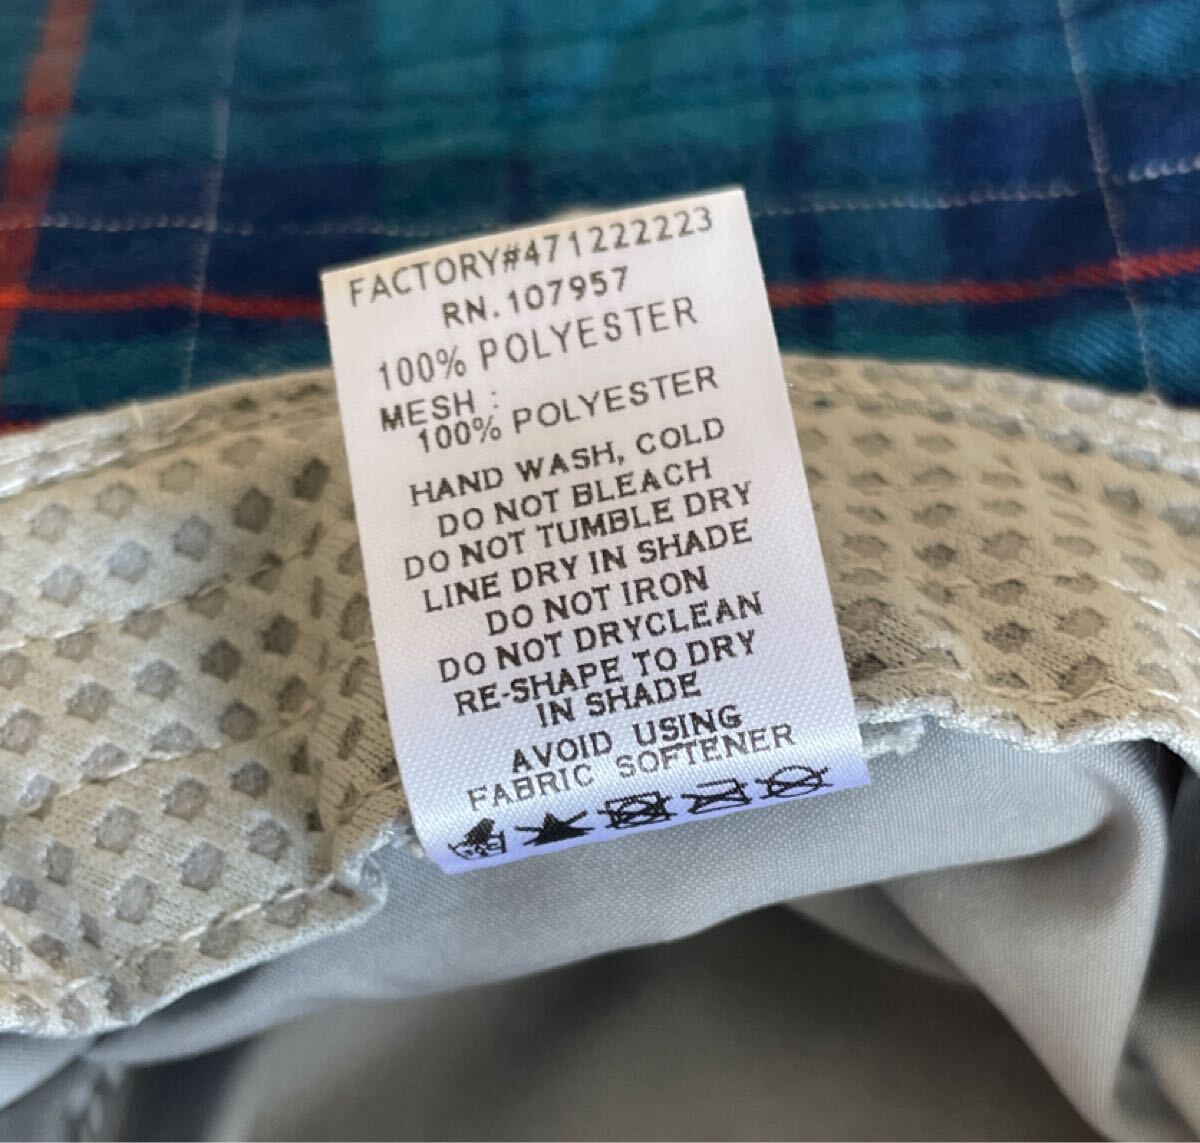 FACTORY#471222223
RN. 107957
100% POLYESTER
MESH :
100% POLYESTER
HAND WASH, COLD
DO NOT BLEACH
DO NOT TUMBLE DRY
LINE DRY IN SHADE
DO NOT IRON
DO NOT DRYCLEAN
RE-SHAPE TO DRY
IN SHADE
AVOID USING
FABRIC SOFTENER